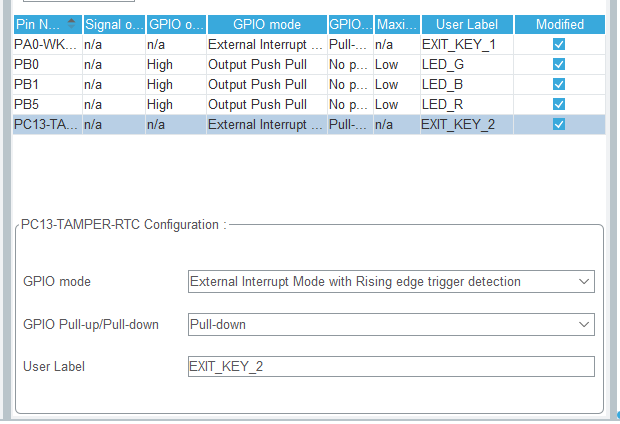 Pin N... Signal o... GPIO o... GPIO mode GPIO... Maxi... User Label Modified
PA0-WK... n/a n/a External Interrupt ... Pull-... n/a EXIT_KEY_1
PB0 n/a High Output Push Pull No p... Low LED_G
PB1 n/a High Output Push Pull No p... Low LED_B
PB5 n/a High Output Push Pull No p... Low LED_R
PC13-TA... n/a n/a External Interrupt ... Pull-... n/a EXIT_KEY_2
PC13-TAMPER-RTC Configuration :
GPIO mode External Interrupt Mode with Rising edge trigger detection
GPIO Pull-up/Pull-down Pull-down
User Label EXIT_KEY_2